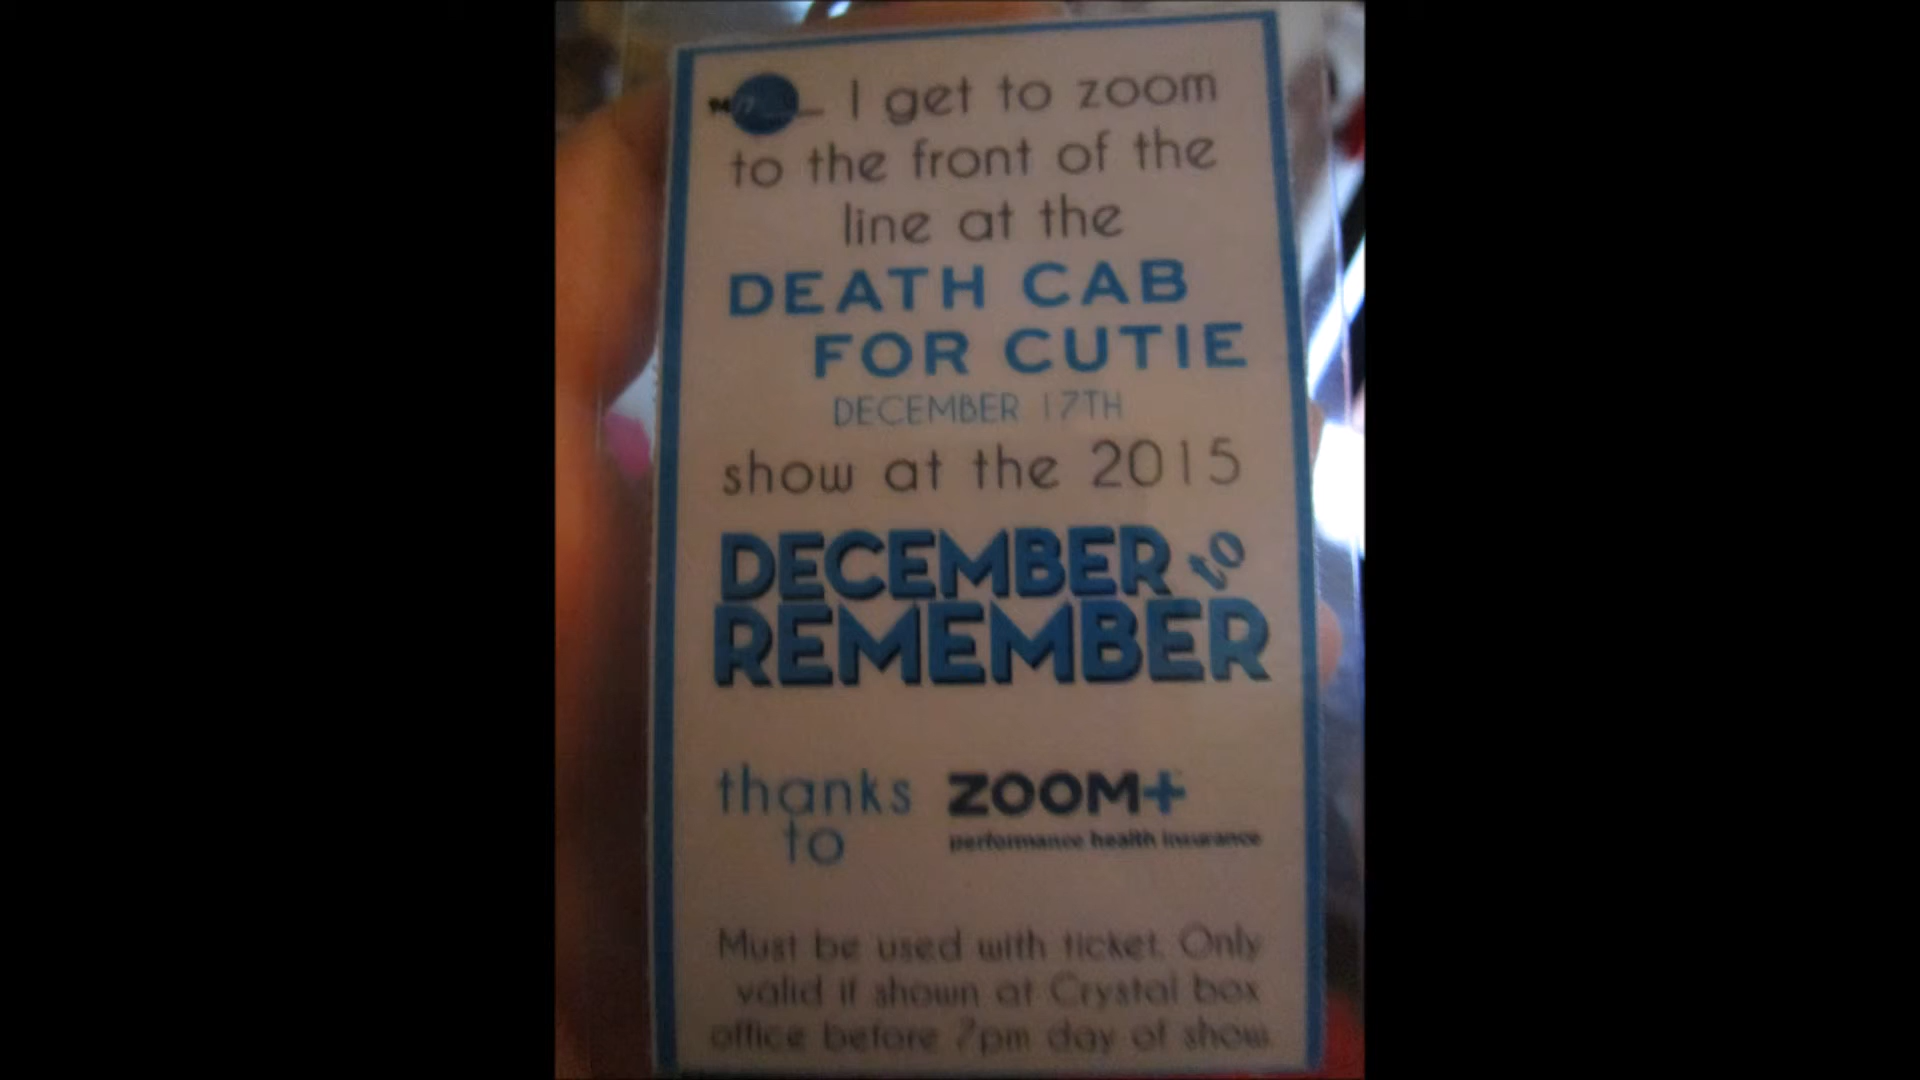 I get to zoom
to the front of the
line at the
DEATH CAB
FOR CUTIE
DECEMBER 17TH
show at the 2015
DECEMBER to
REMEMBER
thanks to
ZOOM+
performance health insurance
Must be used with ticket. Only
valid if shown at Crystal box
office before 7pm day of show